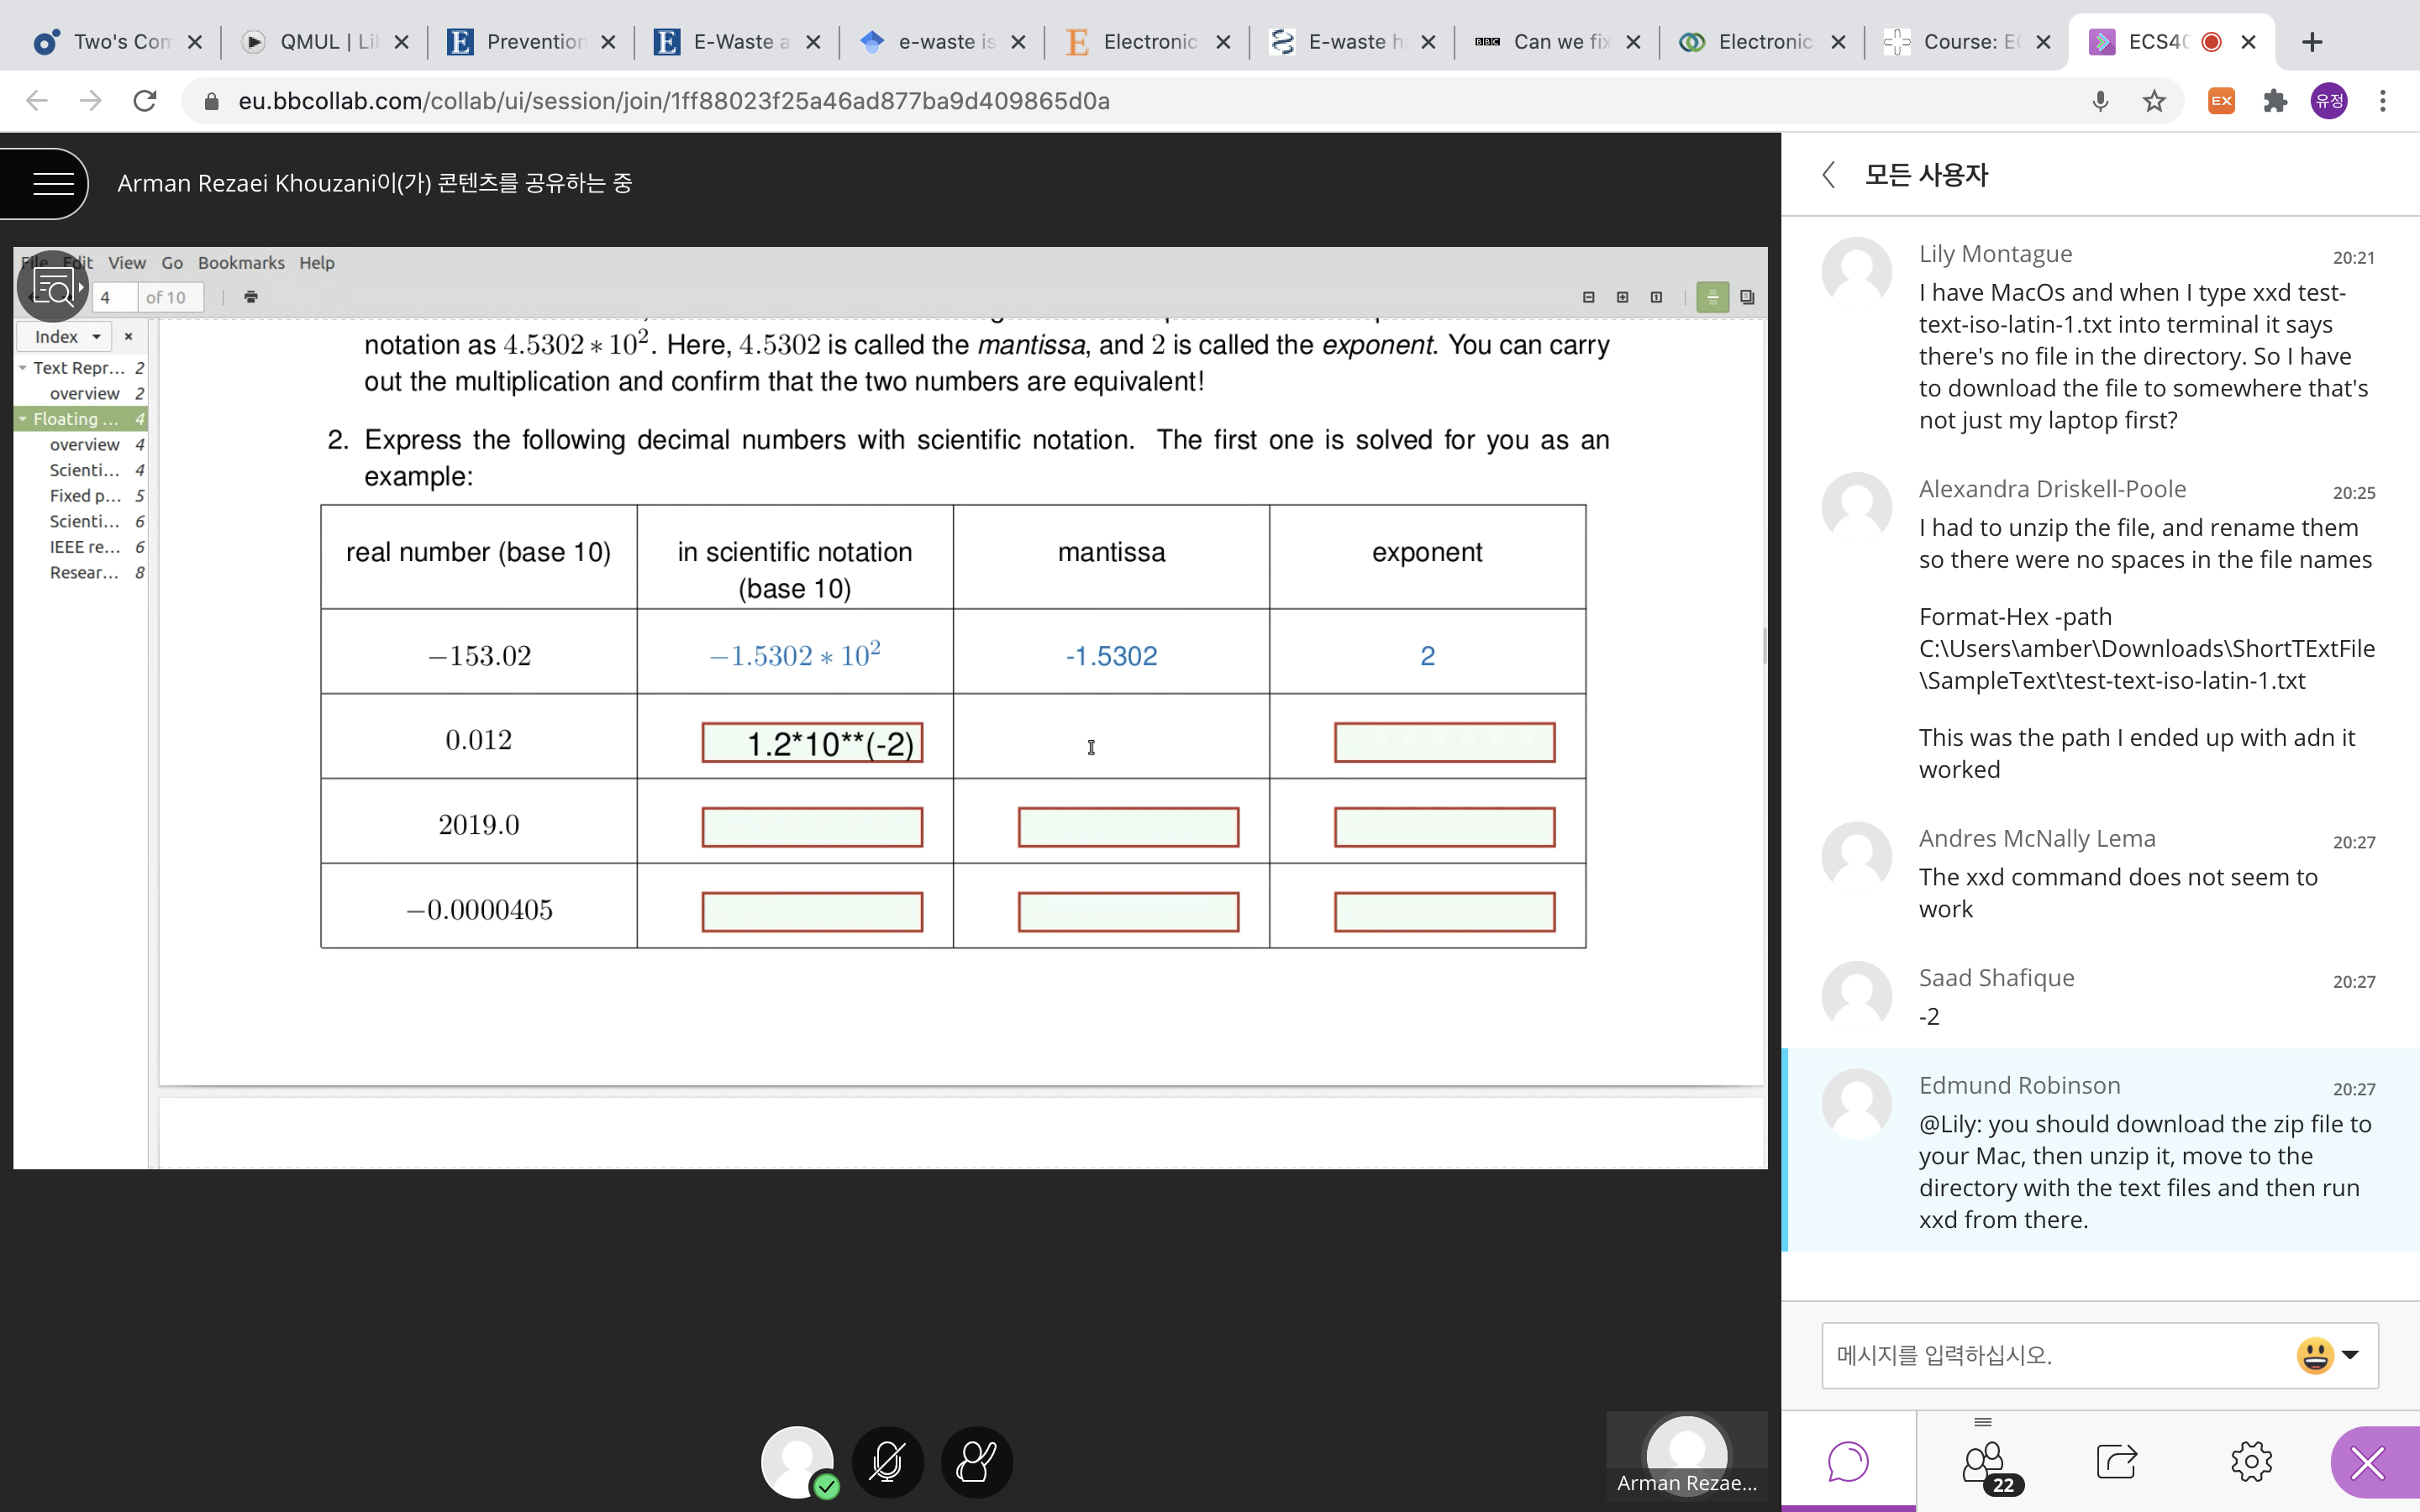 Two's Com
QMUL | Li
Prevention
E-Waste a
e-waste is
Electronic
E-waste h
BBC Can we fix
Electronic
Course: E
ECS40
eu.bbcollab.com/collab/ui/session/join/1ff88023f25a46ad877ba9d409865d0a
EX
유정
Arman Rezaei Khouzani이(가) 콘텐츠를 공유하는 중
File Edit View Go Bookmarks Help
4 of 10
Index
Text Repr... 2
overview 2
Floating ... 4
overview 4
Scienti... 4
Fixed p... 5
Scienti... 6
IEEE re... 6
Resear... 8
notation as 4.5302 ∗ 10². Here, 4.5302 is called the mantissa, and 2 is called the exponent. You can carry
out the multiplication and confirm that the two numbers are equivalent!
2. Express the following decimal numbers with scientific notation. The first one is solved for you as an
example:
real number (base 10) in scientific notation (base 10) mantissa exponent
−153.02 −1.5302 ∗ 10² -1.5302 2
0.012 1.2*10**(-2)
2019.0
−0.0000405
Arman Rezae...
모든 사용자
Lily Montague 20:21
I have MacOs and when I type xxd test-
text-iso-latin-1.txt into terminal it says
there's no file in the directory. So I have
to download the file to somewhere that's
not just my laptop first?
Alexandra Driskell-Poole 20:25
I had to unzip the file, and rename them
so there were no spaces in the file names
Format-Hex -path
C:\Users\amber\Downloads\ShortTExtFile
\SampleText\test-text-iso-latin-1.txt
This was the path I ended up with adn it
worked
Andres McNally Lema 20:27
The xxd command does not seem to
work
Saad Shafique 20:27
-2
Edmund Robinson 20:27
@Lily: you should download the zip file to
your Mac, then unzip it, move to the
directory with the text files and then run
xxd from there.
메시지를 입력하십시오.
22